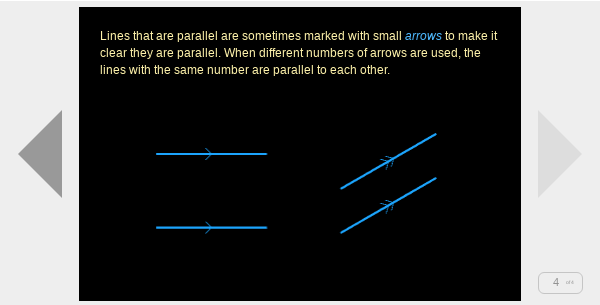 Lines that are parallel are sometimes marked with small arrows to make it
clear they are parallel. When different numbers of arrows are used, the
lines with the same number are parallel to each other.
4